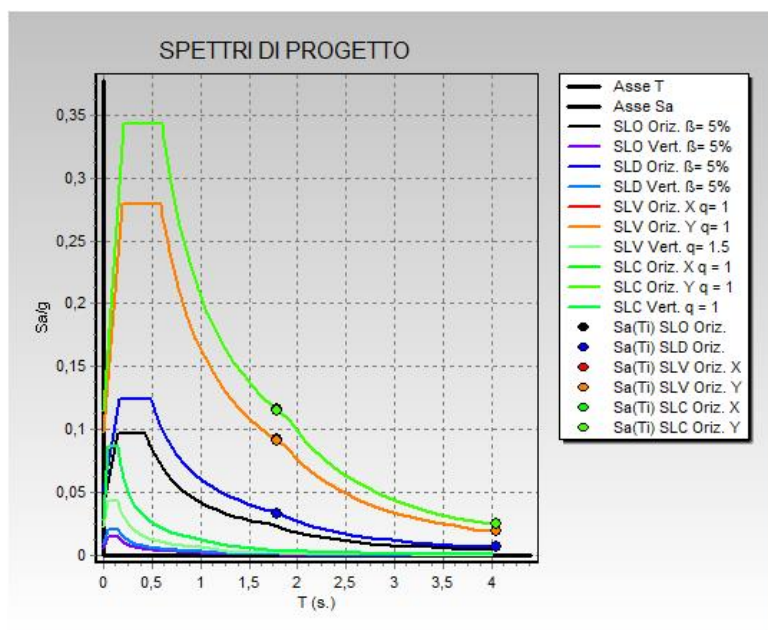 SPETTRI DI PROGETTO
0,35
0,3
0,25
0,2
0,15
0,1
0,05
0
Sa/g
0
0,5
1
1,5
2
2,5
3
3,5
4
T (s.)
Asse T
Asse Sa
SLO Oriz. ß= 5%
SLO Vert. ß= 5%
SLD Oriz. ß= 5%
SLD Vert. ß= 5%
SLV Oriz. X q= 1
SLV Oriz. Y q= 1
SLV Vert. q= 1.5
SLC Oriz. X q = 1
SLC Oriz. Y q = 1
SLC Vert. q = 1
Sa(Ti) SLO Oriz.
Sa(Ti) SLD Oriz.
Sa(Ti) SLV Oriz. X
Sa(Ti) SLV Oriz. Y
Sa(Ti) SLC Oriz. X
Sa(Ti) SLC Oriz. Y